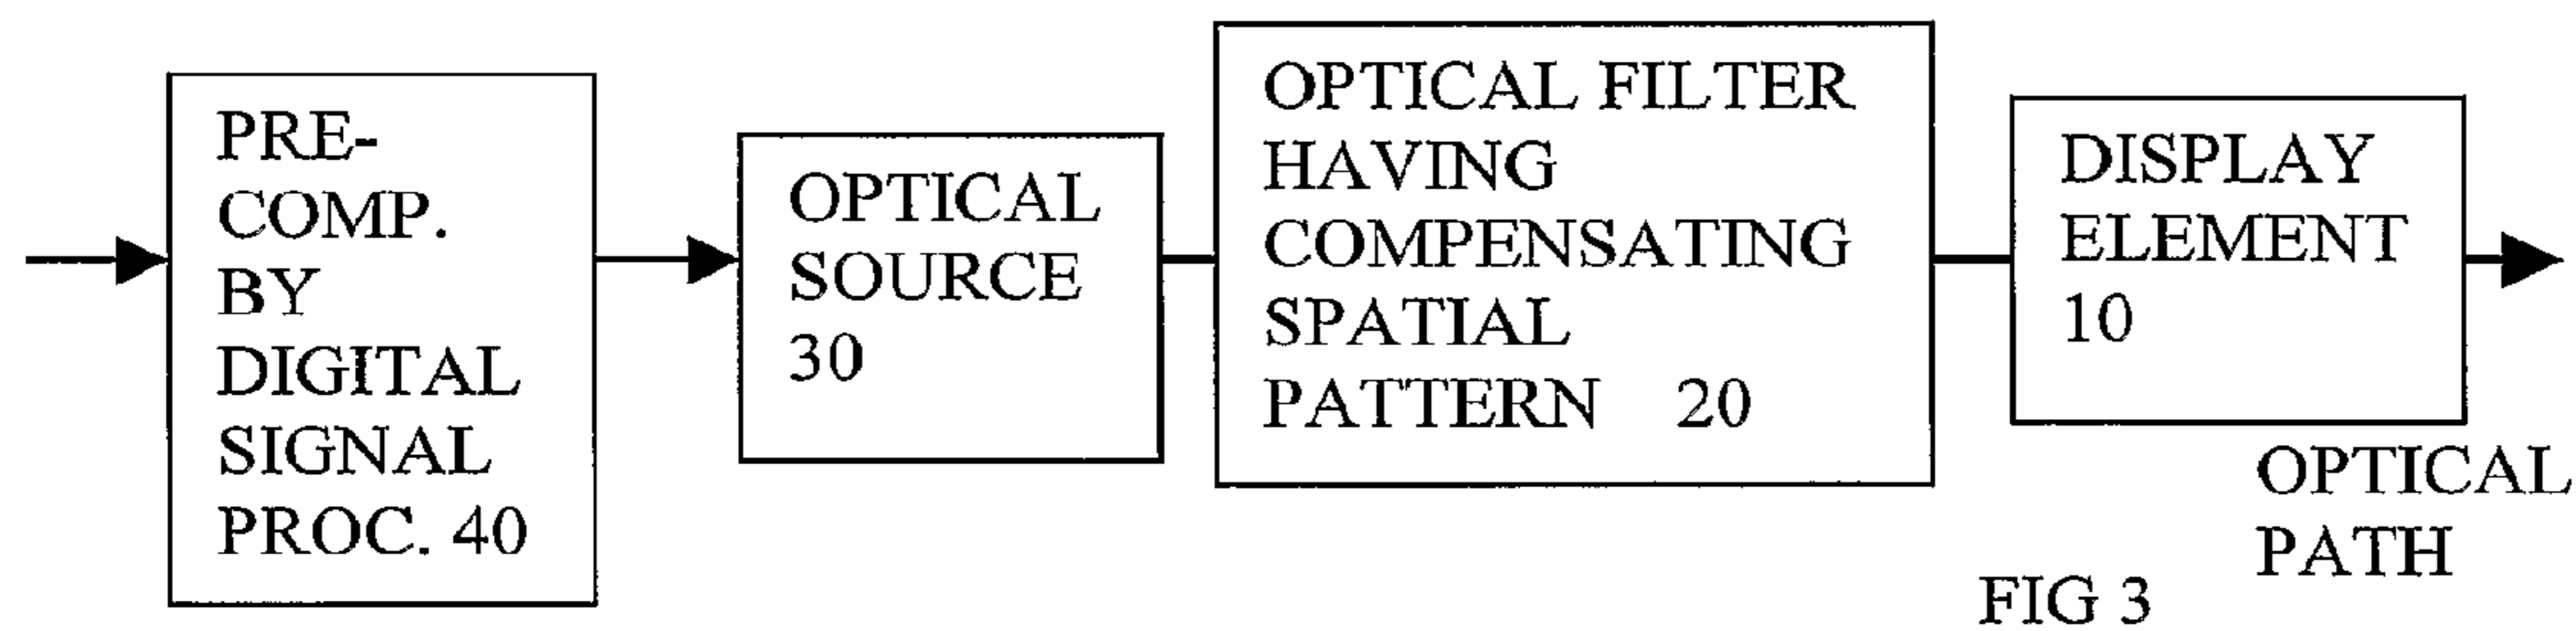 PRE-
COMP.
BY
DIGITAL
SIGNAL
PROC. 40
OPTICAL
SOURCE
30
OPTICAL FILTER
HAVING
COMPENSATING
SPATIAL
PATTERN 20
DISPLAY
ELEMENT
10
OPTICAL
PATH
FIG 3